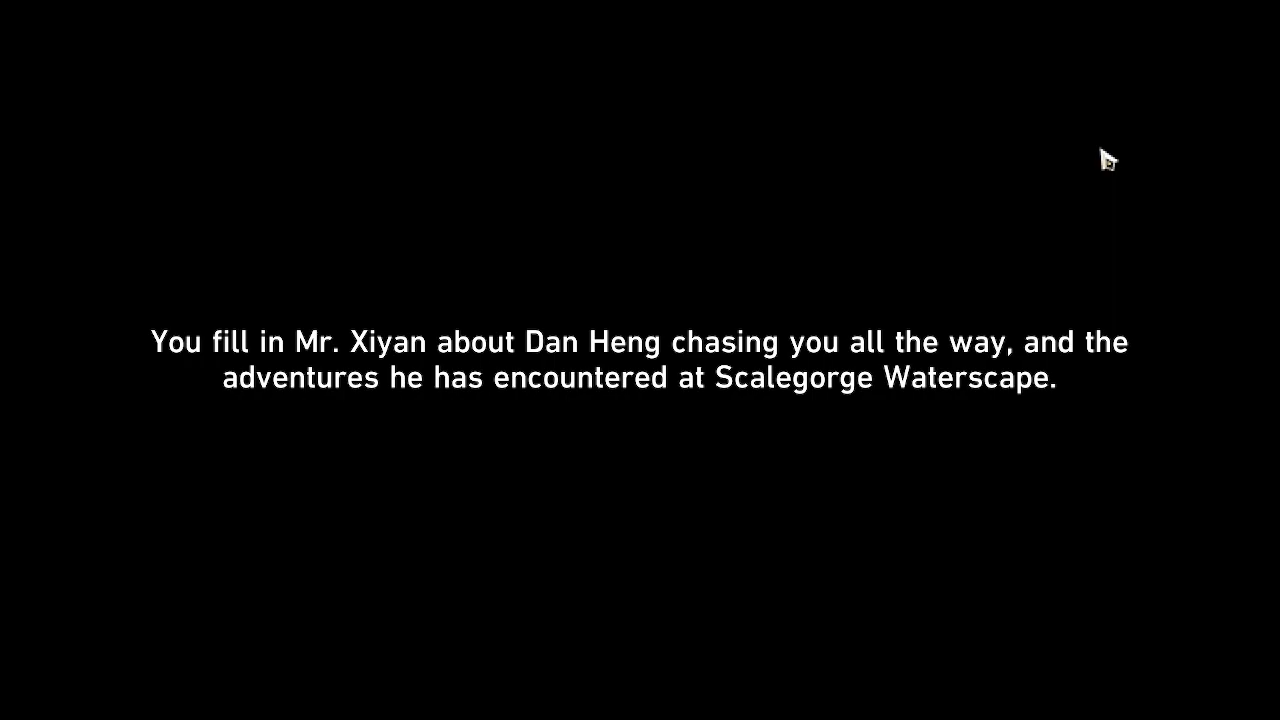 You fill in Mr. Xiyan about Dan Heng chasing you all the way, and the
adventures he has encountered at Scalegorge Waterscape.